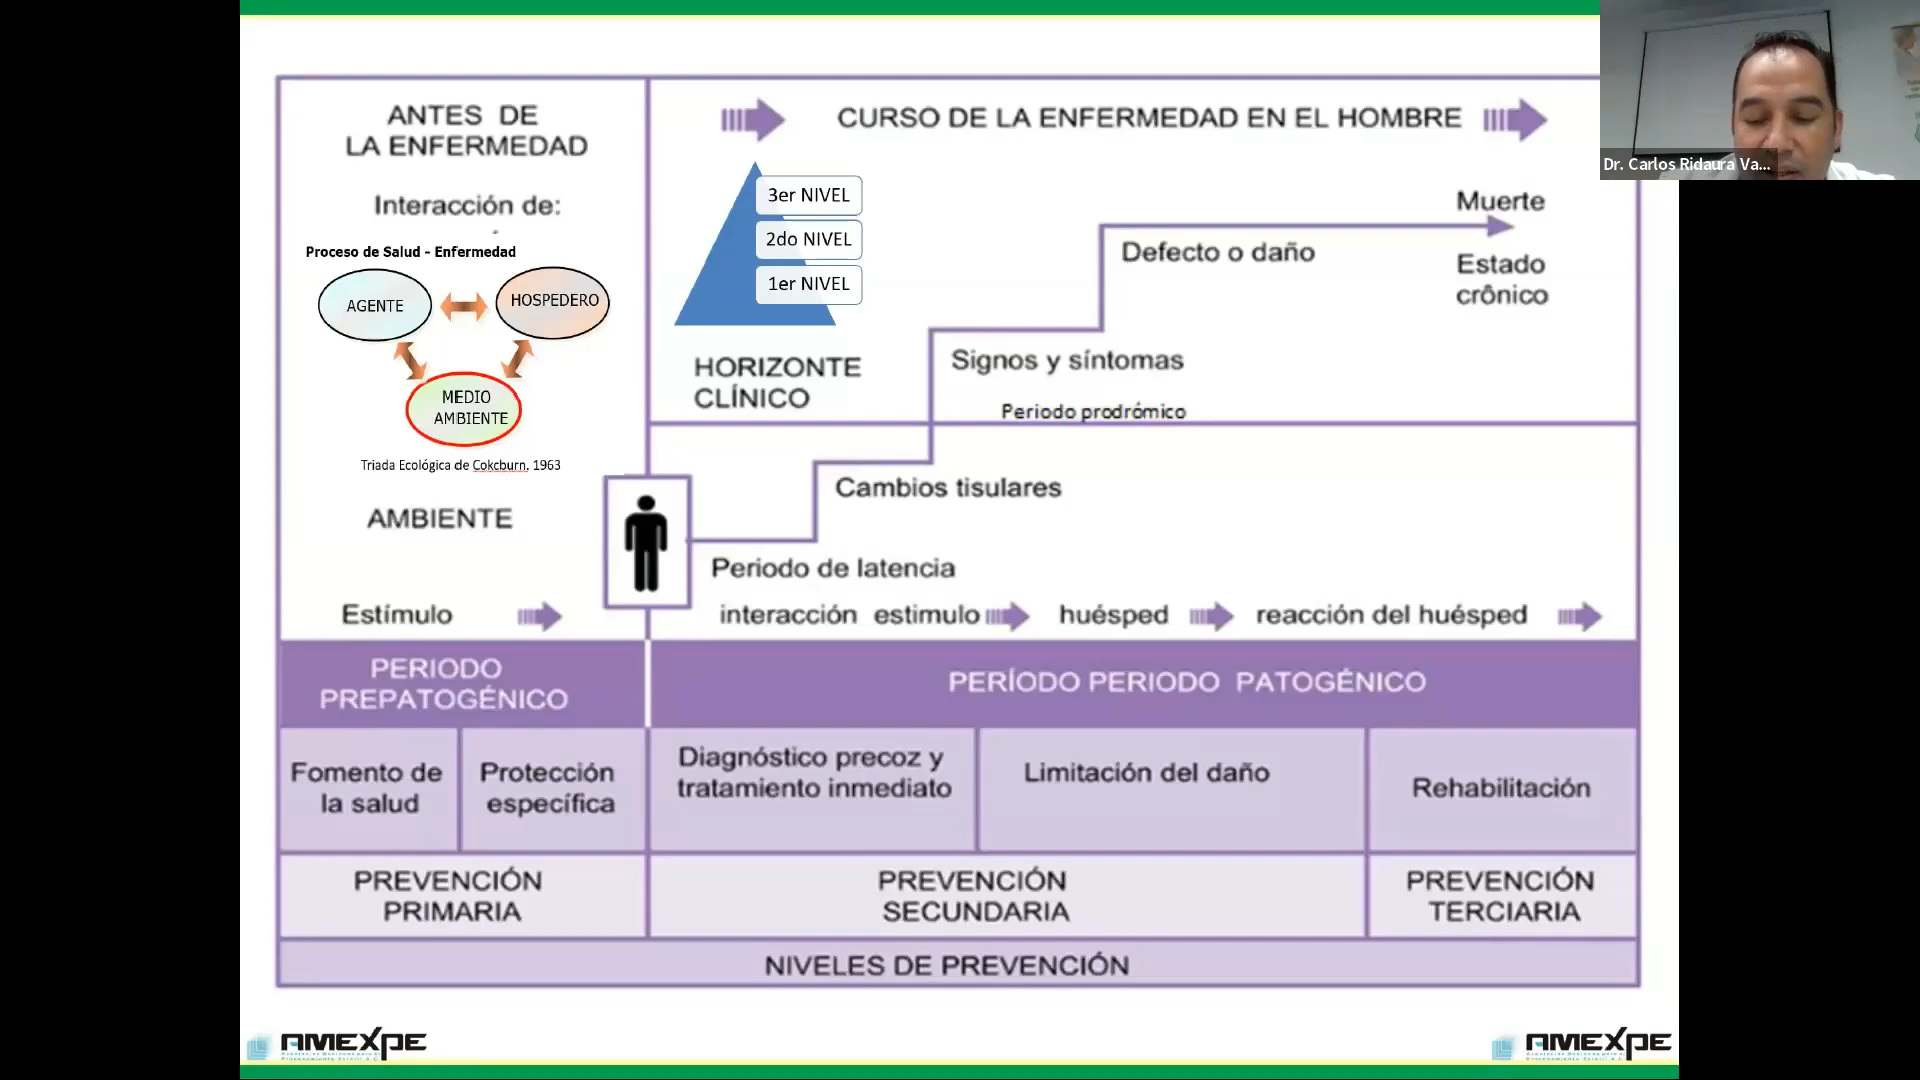 ANTES DE
LA ENFERMEDAD
Interacción de:
Proceso de Salud - Enfermedad
AGENTE
HOSPEDERO
MEDIO
AMBIENTE
Triada Ecológica de Cokcburn. 1963
AMBIENTE
Estímulo
CURSO DE LA ENFERMEDAD EN EL HOMBRE
3er NIVEL
2do NIVEL
1er NIVEL
HORIZONTE
CLÍNICO
Muerte
Defecto o daño
Estado
crônico
Signos y síntomas
Periodo prodrómico
Cambios tisulares
Periodo de latencia
interacción estimulo huésped reacción del huésped
PERIODO
PREPATOGÉNICO
PERÍODO PERIODO PATOGÉNICO
Fomento de
la salud
Protección
específica
Diagnóstico precoz y
tratamiento inmediato
Limitación del daño
Rehabilitación
PREVENCIÓN
PRIMARIA
PREVENCIÓN
SECUNDARIA
PREVENCIÓN
TERCIARIA
NIVELES DE PREVENCIÓN
AMEXPE
AMEXPE
Dr. Carlos Ridaura Va...